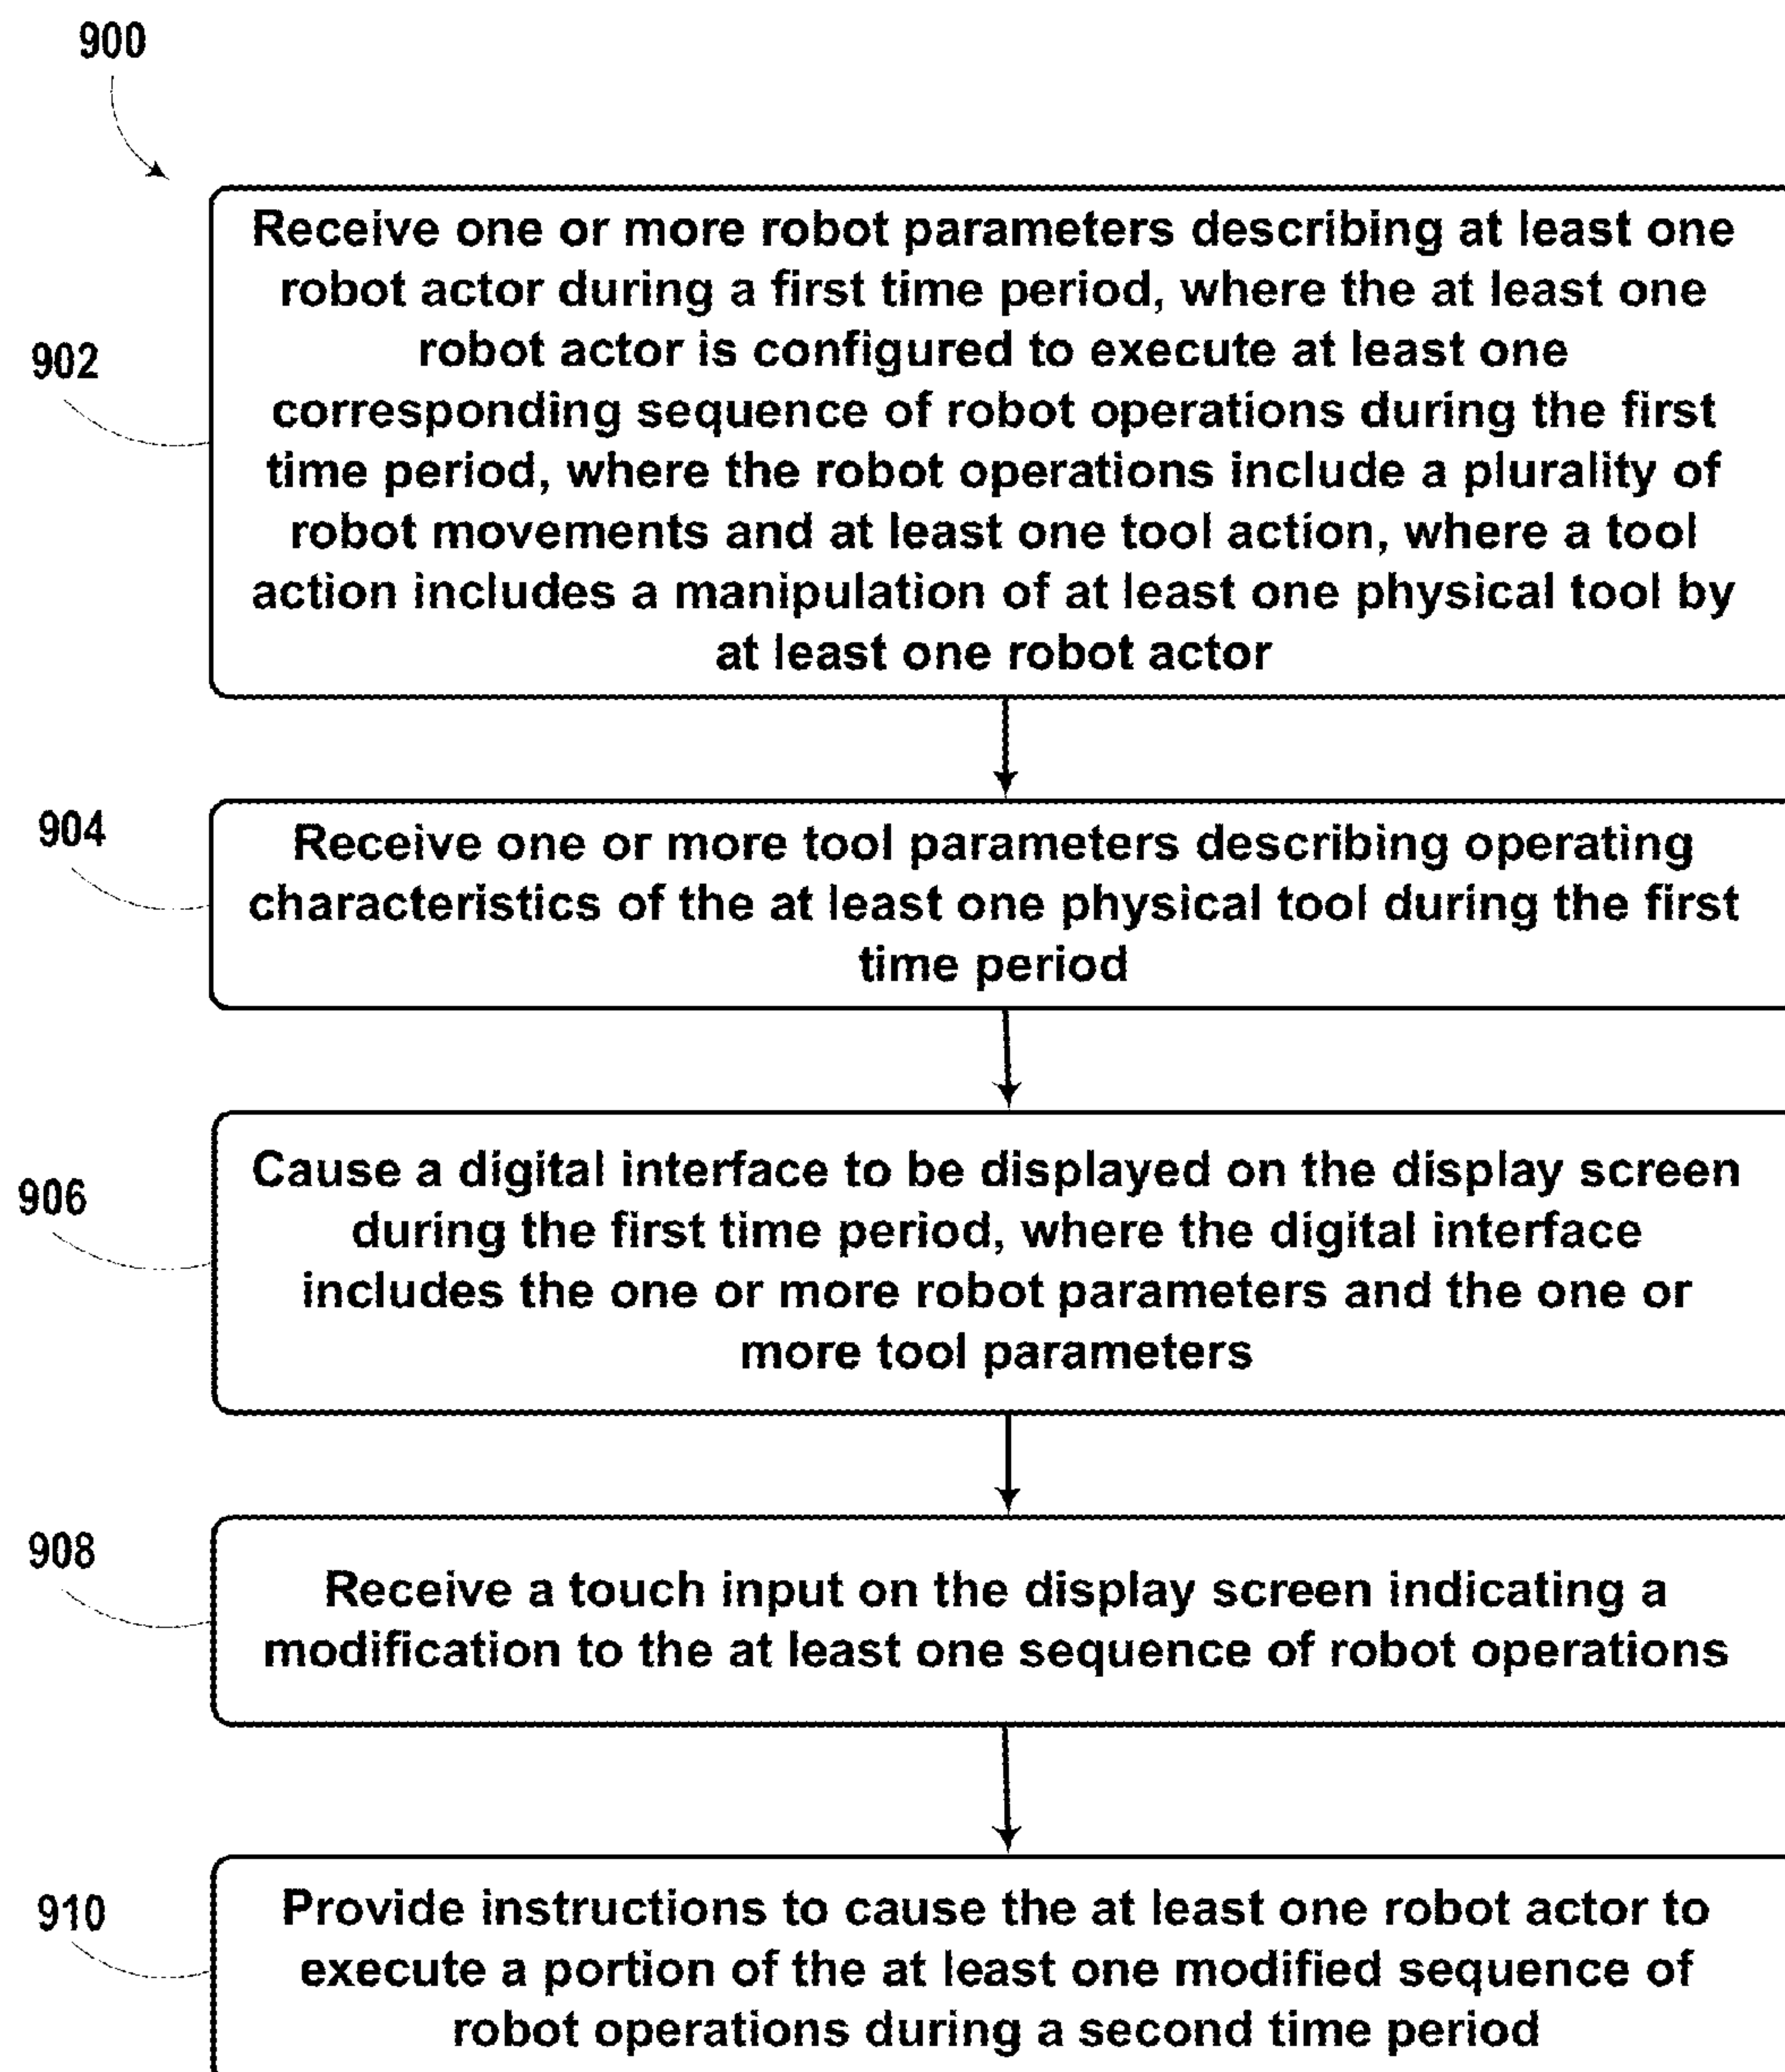 900
902
Receive one or more robot parameters describing at least one
robot actor during a first time period, where the at least one
robot actor is configured to execute at least one
corresponding sequence of robot operations during the first
time period, where the robot operations include a plurality of
robot movements and at least one tool action, where a tool
action includes a manipulation of at least one physical tool by
at least one robot actor
904
Receive one or more tool parameters describing operating
characteristics of the at least one physical tool during the first
time period
906
Cause a digital interface to be displayed on the display screen
during the first time period, where the digital interface
includes the one or more robot parameters and the one or
more tool parameters
908
Receive a touch input on the display screen indicating a
modification to the at least one sequence of robot operations
910
Provide instructions to cause the at least one robot actor to
execute a portion of the at least one modified sequence of
robot operations during a second time period